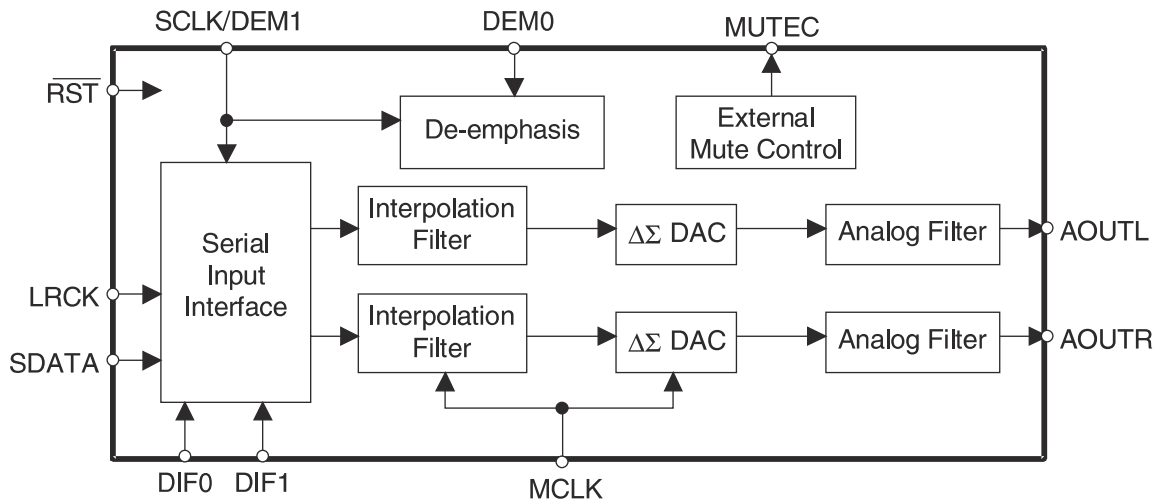 SCLK/DEM1
DEM0
MUTEC
RST
De-emphasis
External
Mute Control
Serial
Input
Interface
Interpolation
Filter
ΔΣ DAC
Analog Filter
AOUTL
LRCK
SDATA
Interpolation
Filter
ΔΣ DAC
Analog Filter
AOUTR
DIF0
DIF1
MCLK